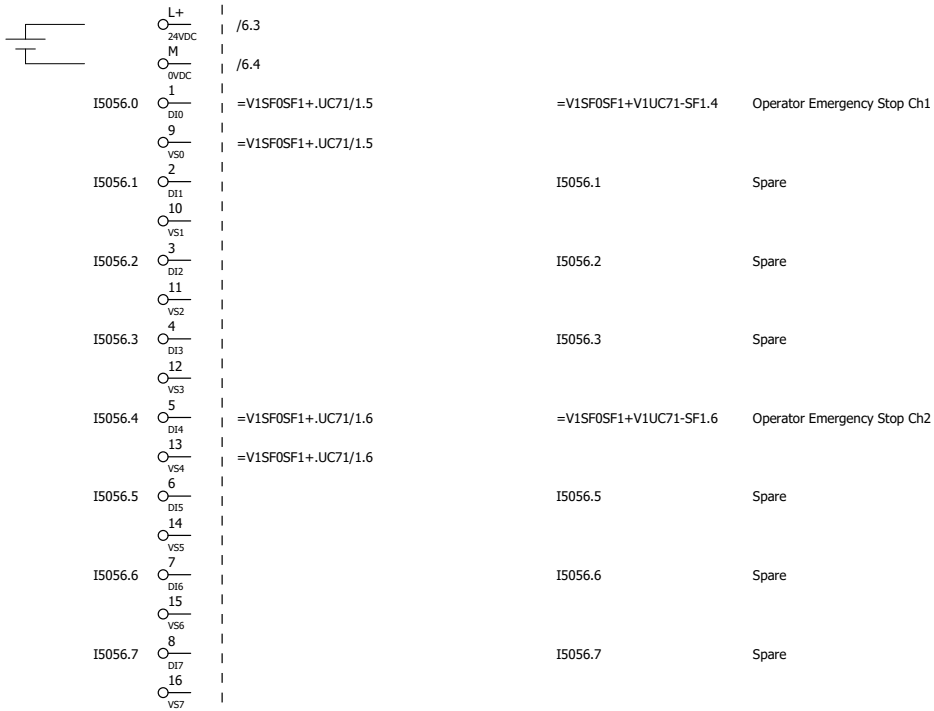 L+
24VDC /6.3
M
0VDC /6.4
1
I5056.0 =V1SF0SF1+.UC71/1.5 =V1SF0SF1+V1UC71-SF1.4 Operator Emergency Stop Ch1
DI0
9
=V1SF0SF1+.UC71/1.5
VS0
2
I5056.1 I5056.1 Spare
DI1
10
VS1
3
I5056.2 I5056.2 Spare
DI2
11
VS2
4
I5056.3 I5056.3 Spare
DI3
12
VS3
5
I5056.4 =V1SF0SF1+.UC71/1.6 =V1SF0SF1+V1UC71-SF1.6 Operator Emergency Stop Ch2
DI4
13
=V1SF0SF1+.UC71/1.6
VS4
6
I5056.5 I5056.5 Spare
DI5
14
VS5
7
I5056.6 I5056.6 Spare
DI6
15
VS6
8
I5056.7 I5056.7 Spare
DI7
16
VS7